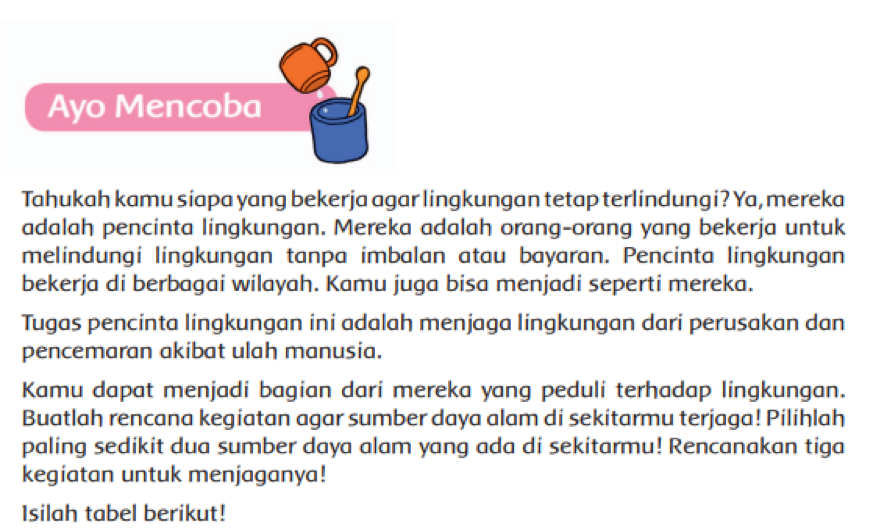 Ayo Mencoba
Tahukah kamu siapa yang bekerja agar lingkungan tetap terlindungi? Ya, mereka
adalah pencinta lingkungan. Mereka adalah orang-orang yang bekerja untuk
melindungi lingkungan tanpa imbalan atau bayaran. Pencinta lingkungan
bekerja di berbagai wilayah. Kamu juga bisa menjadi seperti mereka.
Tugas pencinta lingkungan ini adalah menjaga lingkungan dari perusakan dan
pencemaran akibat ulah manusia.
Kamu dapat menjadi bagian dari mereka yang peduli terhadap lingkungan.
Buatlah rencana kegiatan agar sumber daya alam di sekitarmu terjaga! Pilihlah
paling sedikit dua sumber daya alam yang ada di sekitarmu! Rencanakan tiga
kegiatan untuk menjaganya!
Isilah tabel berikut!